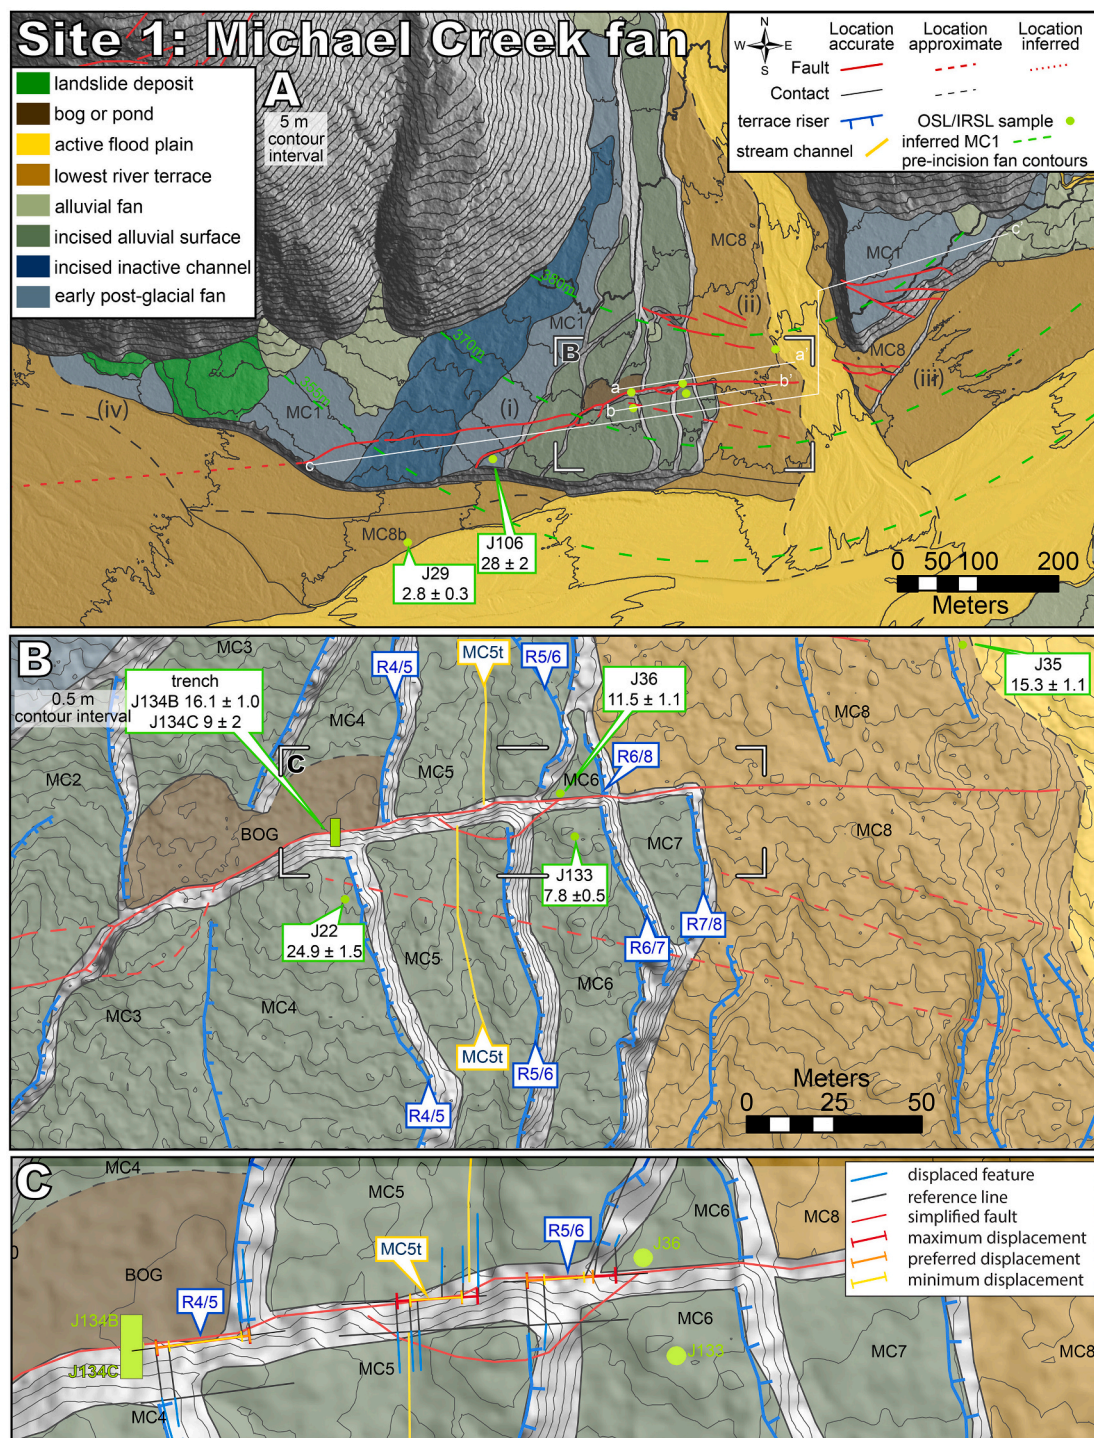 Site 1: Michael Creek fan
A
5 m
contour
interval
landslide deposit
bog or pond
active flood plain
lowest river terrace
alluvial fan
incised alluvial surface
incised inactive channel
early post-glacial fan
N
W E
S
Location
accurate
Location
approximate
Location
inferred
Fault
Contact
terrace riser
OSL/IRSL sample
stream channel
inferred MC1
pre-incision fan contours
MC8
MC1
c'
380m
(ii)
MC1
B
370m
a'
MC8
(iii)
b'
a
(iv)
MC1
(i)
b
c
MC8b
J106
28 ± 2
J29
2.8 ± 0.3
0 50 100 200
Meters
B
0.5 m
contour interval
MC3
trench
J134B 16.1 ± 1.0
J134C 9 ± 2
R4/5
MC5t
R5/6
J36
11.5 ± 1.1
J35
15.3 ± 1.1
MC4
MC8
C
MC5
MC6
R6/8
MC2
BOG
MC7
MC8
J133
7.8 ±0.5
J22
24.9 ± 1.5
R7/8
R6/7
MC5
MC6
MC3
MC4
MC5t
R5/6
R4/5
Meters
0 25 50
C
MC4
MC5
MC6
MC8
displaced feature
reference line
simplified fault
maximum displacement
preferred displacement
minimum displacement
R5/6
MC5t
J36
BOG
R4/5
J134B
MC6
J133
J134C
MC5
MC7
MC8
MC4